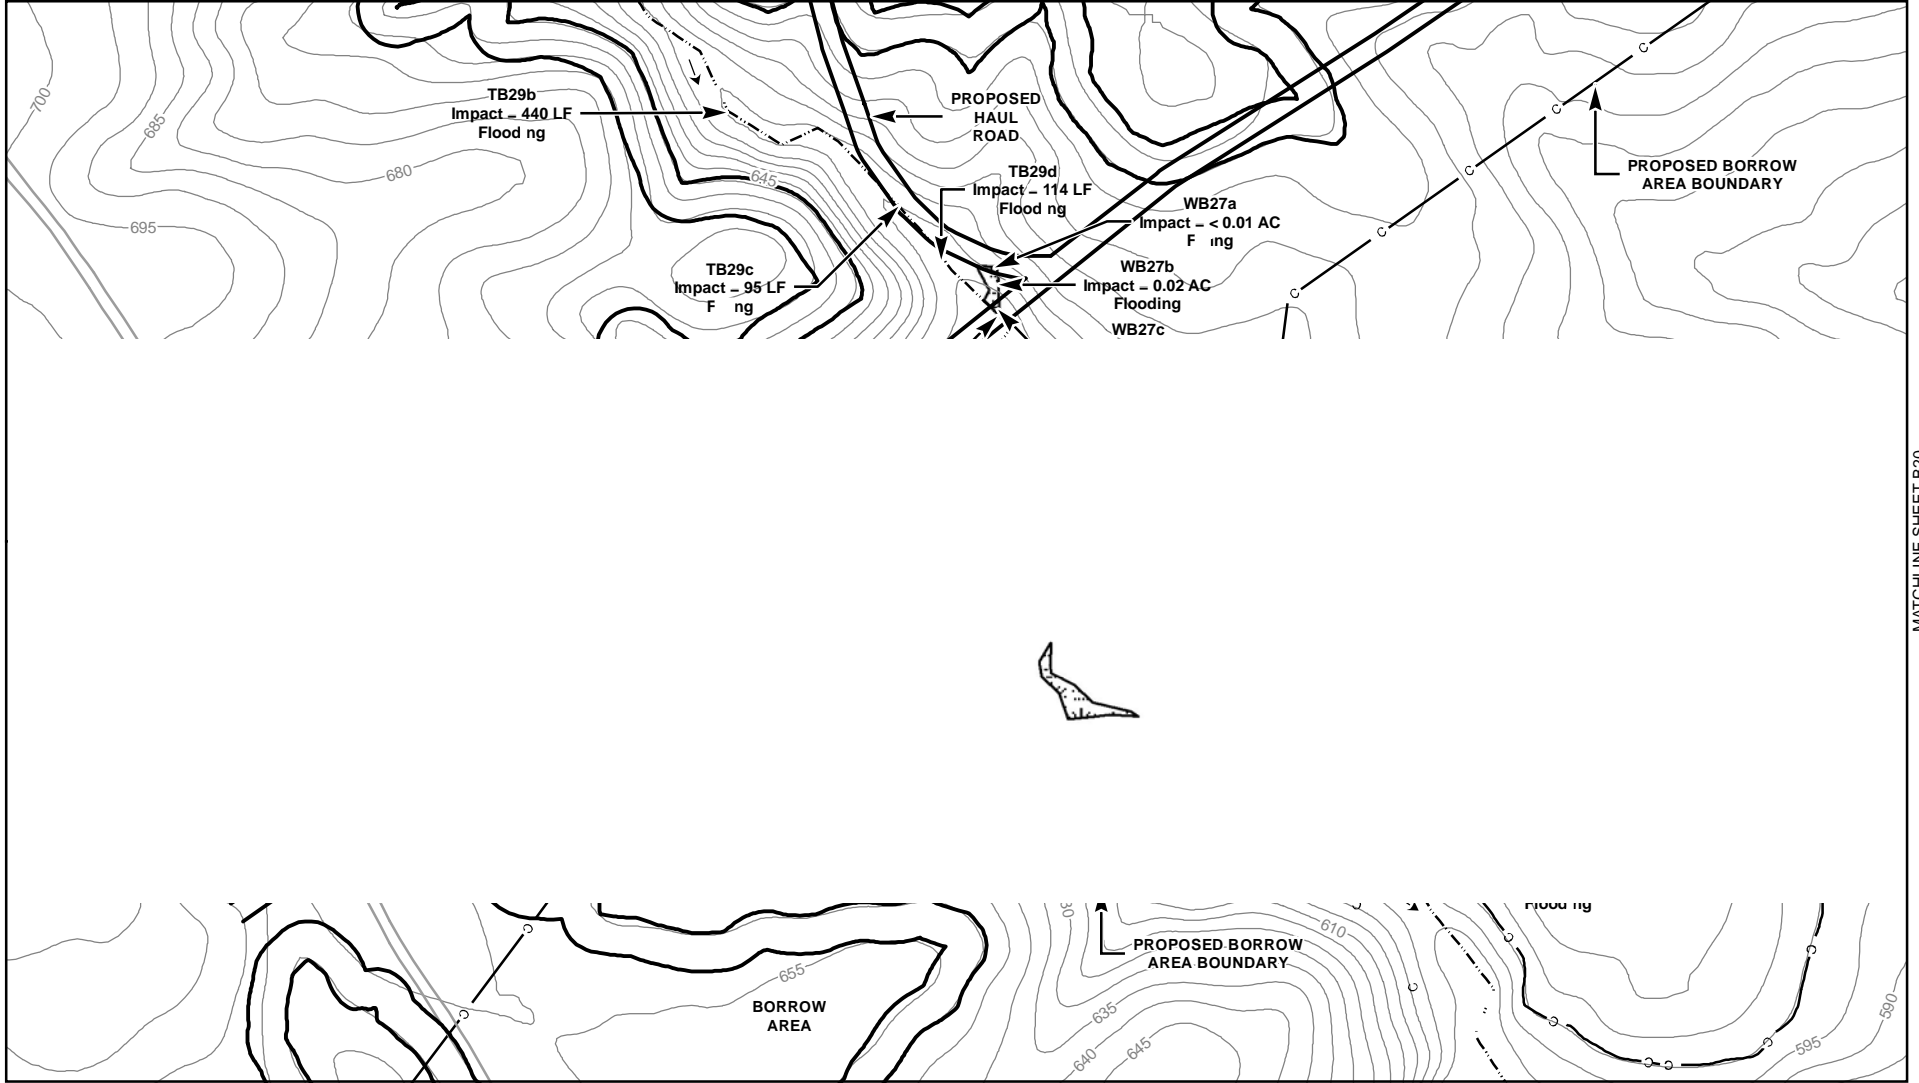 TB29b
Impact – 440 LF
Flood ng
PROPOSED
HAUL
ROAD
TB29d
Impact – 114 LF
Flood ng
WB27a
Impact – < 0.01 AC
F ng
WB27b
Impact – 0.02 AC
Flooding
WB27c
TB29c
Impact – 95 LF
F ng
PROPOSED BORROW
AREA BOUNDARY
700
685
680
695
645
C
C
C
C
C
Flood ng
PROPOSED BORROW
AREA BOUNDARY
BORROW
AREA
655
610
635
640
645
595
590
C
C
C
C
C
C
C
C
C